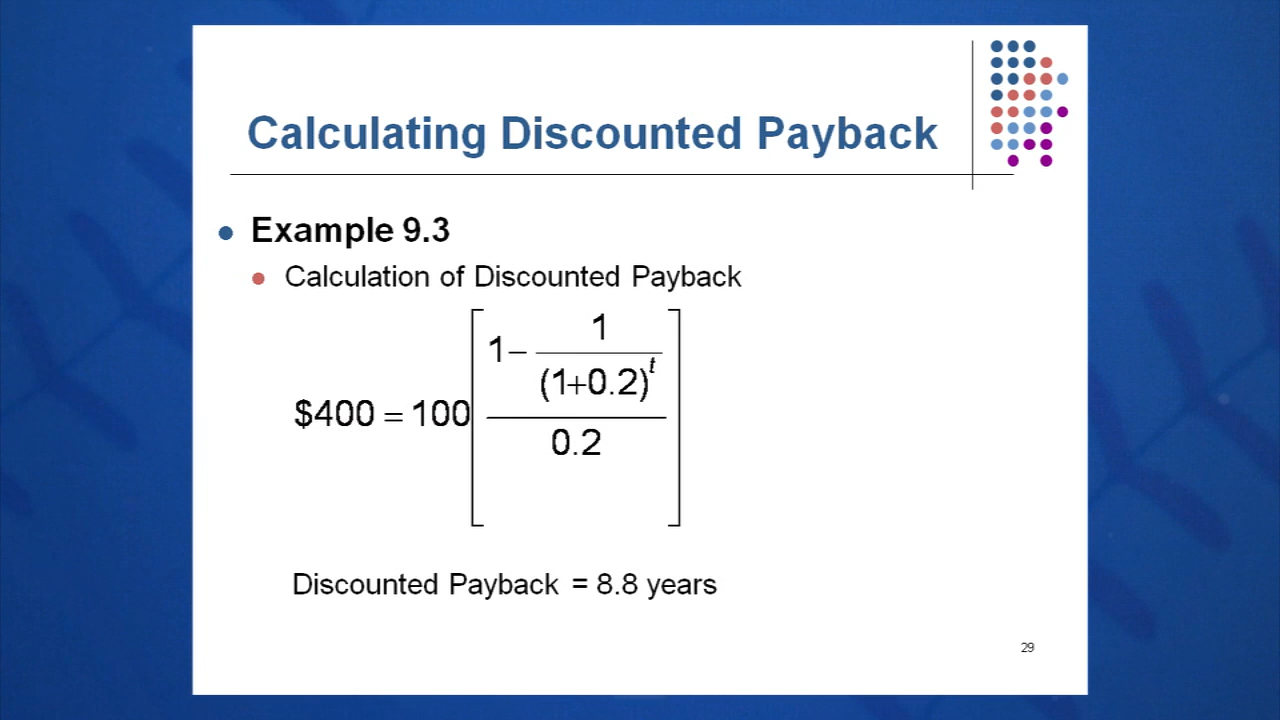 Calculating Discounted Payback
Example 9.3
Calculation of Discounted Payback
$400 = 100 [ 1 − 1 / (1+0.2)^t / 0.2 ]
Discounted Payback = 8.8 years
29